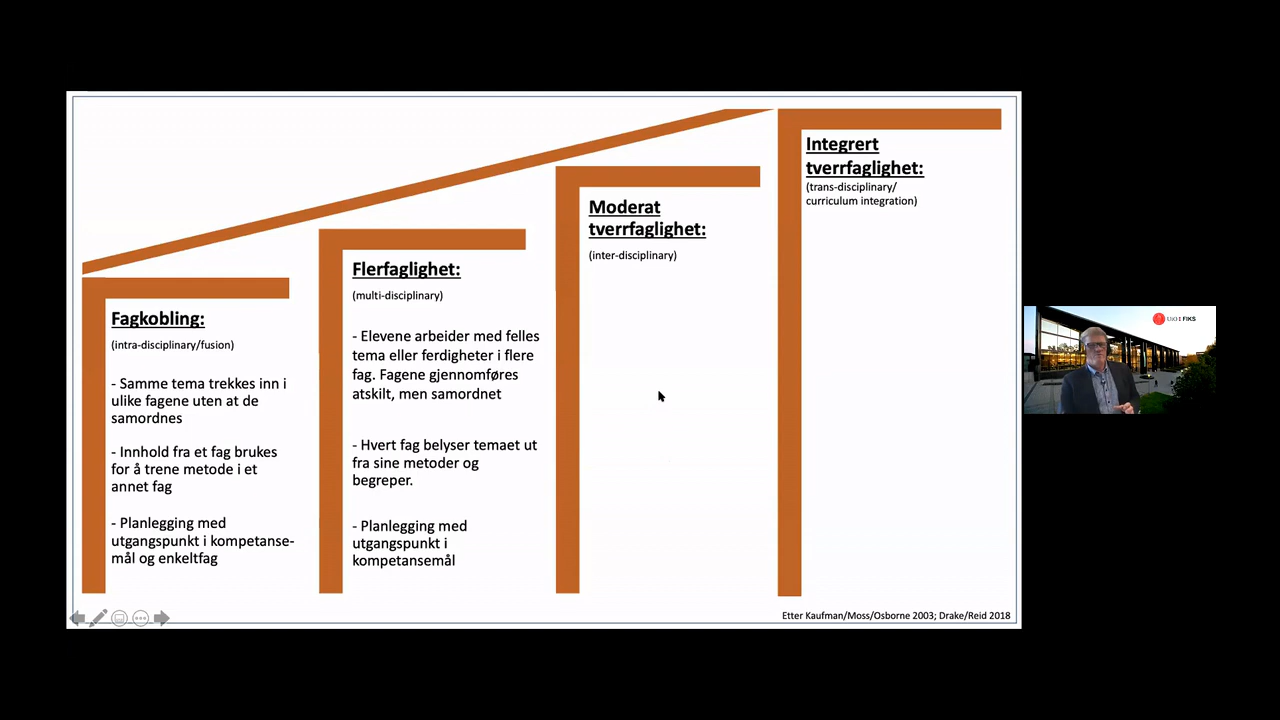 Fagkobling:
(intra-disciplinary/fusion)
- Samme tema trekkes inn i
ulike fagene uten at de
samordnes
- Innhold fra et fag brukes
for å trene metode i et
annet fag
- Planlegging med
utgangspunkt i kompetanse-
mål og enkeltfag
Flerfaglighet:
(multi-disciplinary)
- Elevene arbeider med felles
tema eller ferdigheter i flere
fag. Fagene gjennomføres
atskilt, men samordnet
- Hvert fag belyser temaet ut
fra sine metoder og
begreper.
- Planlegging med
utgangspunkt i
kompetansemål
Moderat
tverrfaglighet:
(inter-disciplinary)
Integrert
tverrfaglighet:
(trans-disciplinary/
curriculum integration)
Etter Kaufman/Moss/Osborne 2003; Drake/Reid 2018
UiO : FIKS